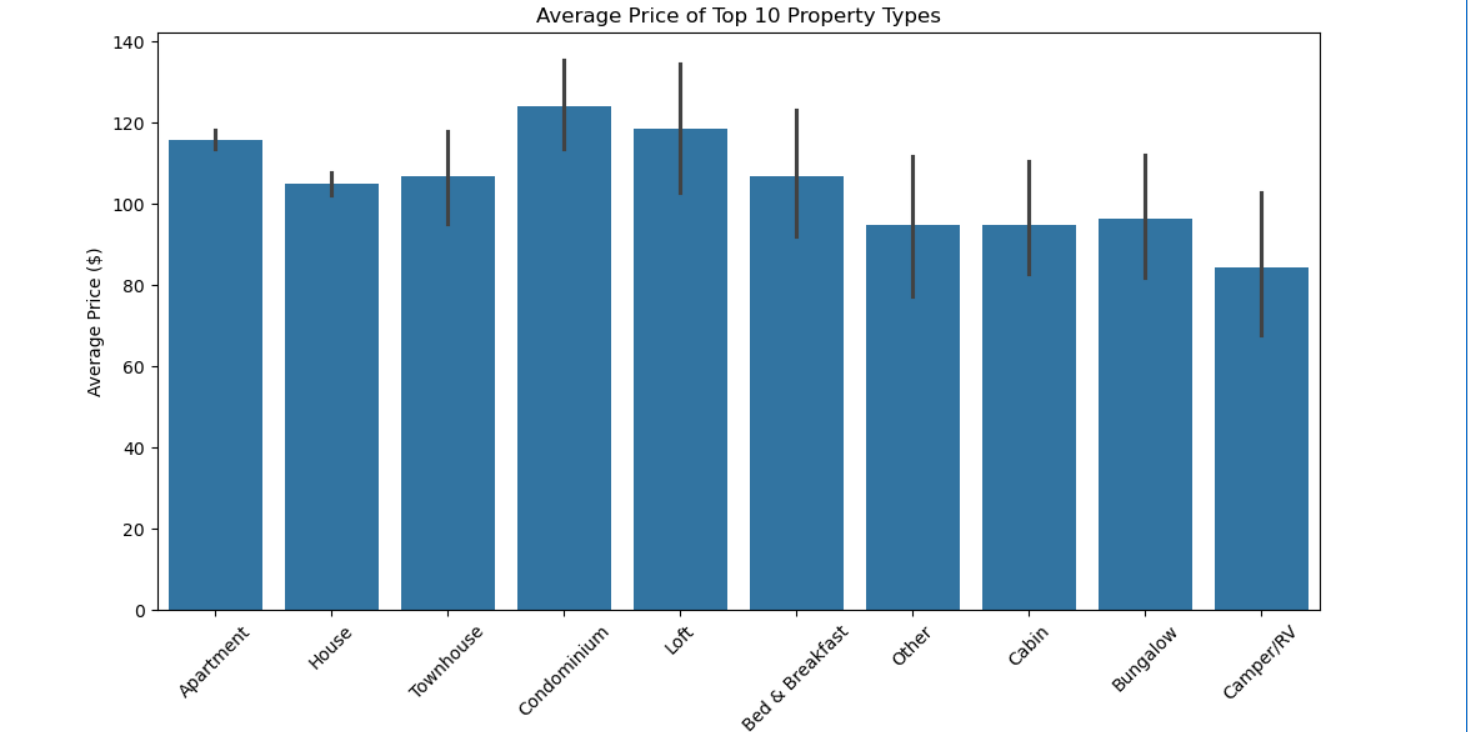 Average Price of Top 10 Property Types
Average Price ($)
140
120
100
80
60
40
20
0
Apartment
House
Townhouse
Condominium
Loft
Bed & Breakfast
Other
Cabin
Bungalow
Camper/RV